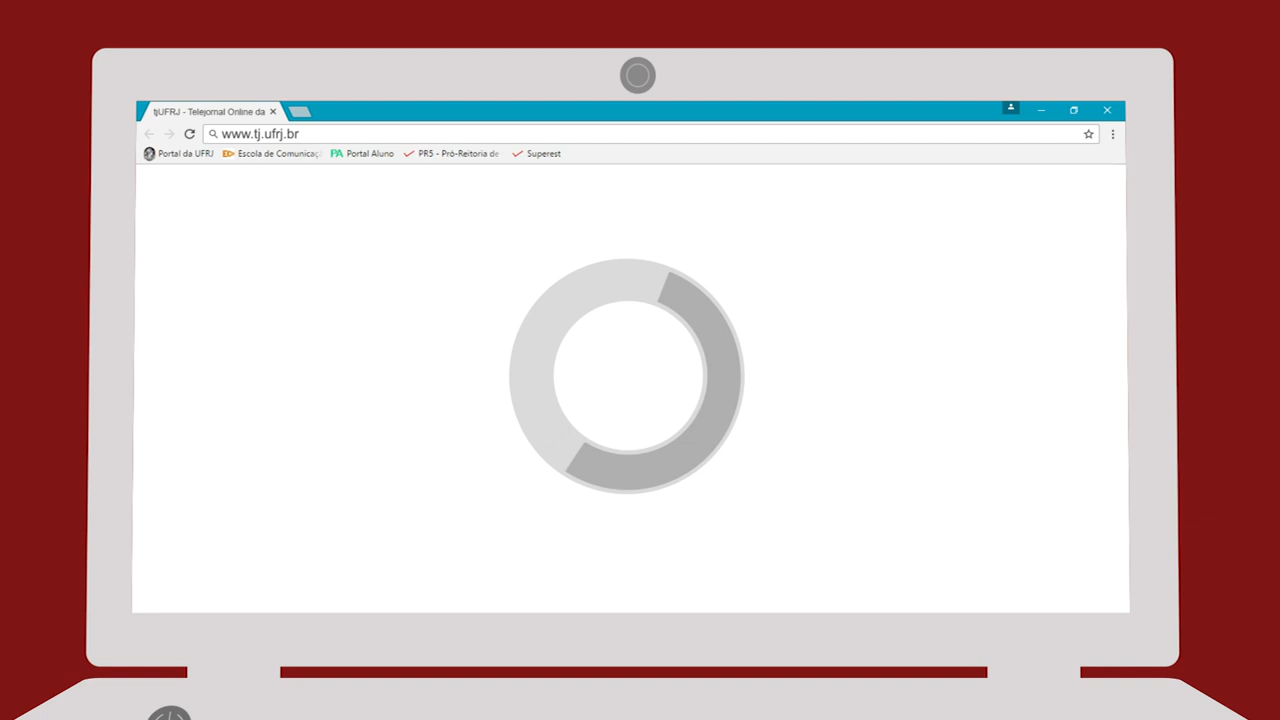 tjUFRJ - Telejornal Online da
www.tj.ufrj.br
Portal da UFRJ Escola de Comunicaç PA Portal Aluno PR5 - Pró-Reitoria de Superest